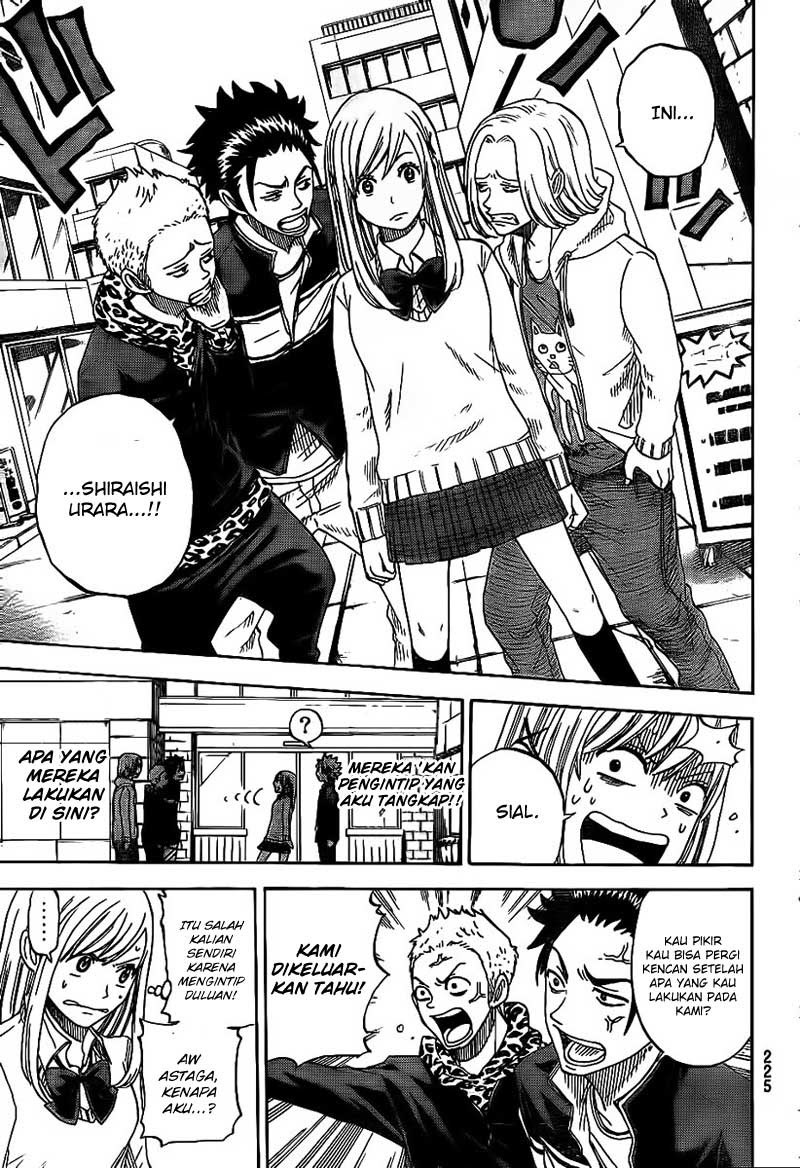 INI...
...SHIRAISHI
URARA...!!
SIAL.
?
MEREKA 'KAN
PENGINTIP YANG
AKU TANGKAP!!
APA YANG
MEREKA
LAKUKAN
DI SINI?
KAU PIKIR
KAU BISA PERGI
KENCAN SETELAH
APA YANG KAU
LAKUKAN PADA
KAMI?
KAMI
DIKELUAR-
KAN TAHU!
ITU SALAH
KALIAN
SENDIRI
KARENA
MENGINTIP
DULUAN!
......
AW
ASTAGA,
KENAPA
AKU...?
225